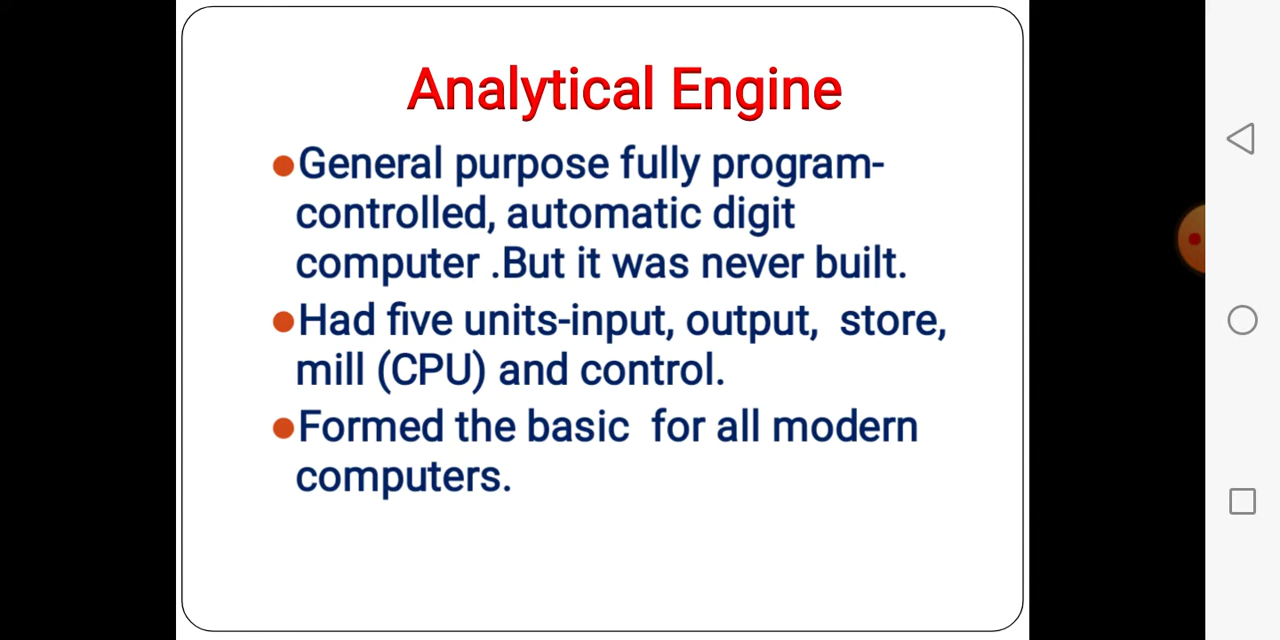 Analytical Engine
●General purpose fully program-
controlled, automatic digit
computer .But it was never built.
●Had five units-input, output,  store,
mill (CPU) and control.
●Formed the basic  for all modern
computers.